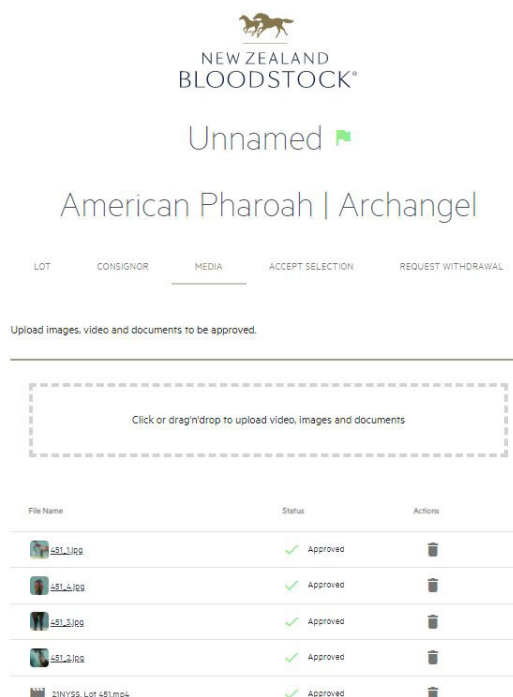 NEW ZEALAND
BLOODSTOCK®
Unnamed
American Pharoah | Archangel
LOT CONSIGNOR MEDIA ACCEPT SELECTION REQUEST WITHDRAWAL
Upload images, video and documents to be approved.
Click or drag'n'drop to upload video, images and documents
File Name Status Actions
451_1.jpg Approved
451_4.jpg Approved
451_3.jpg Approved
451_2.jpg Approved
21NYSS. Lot 451.mp4 Approved